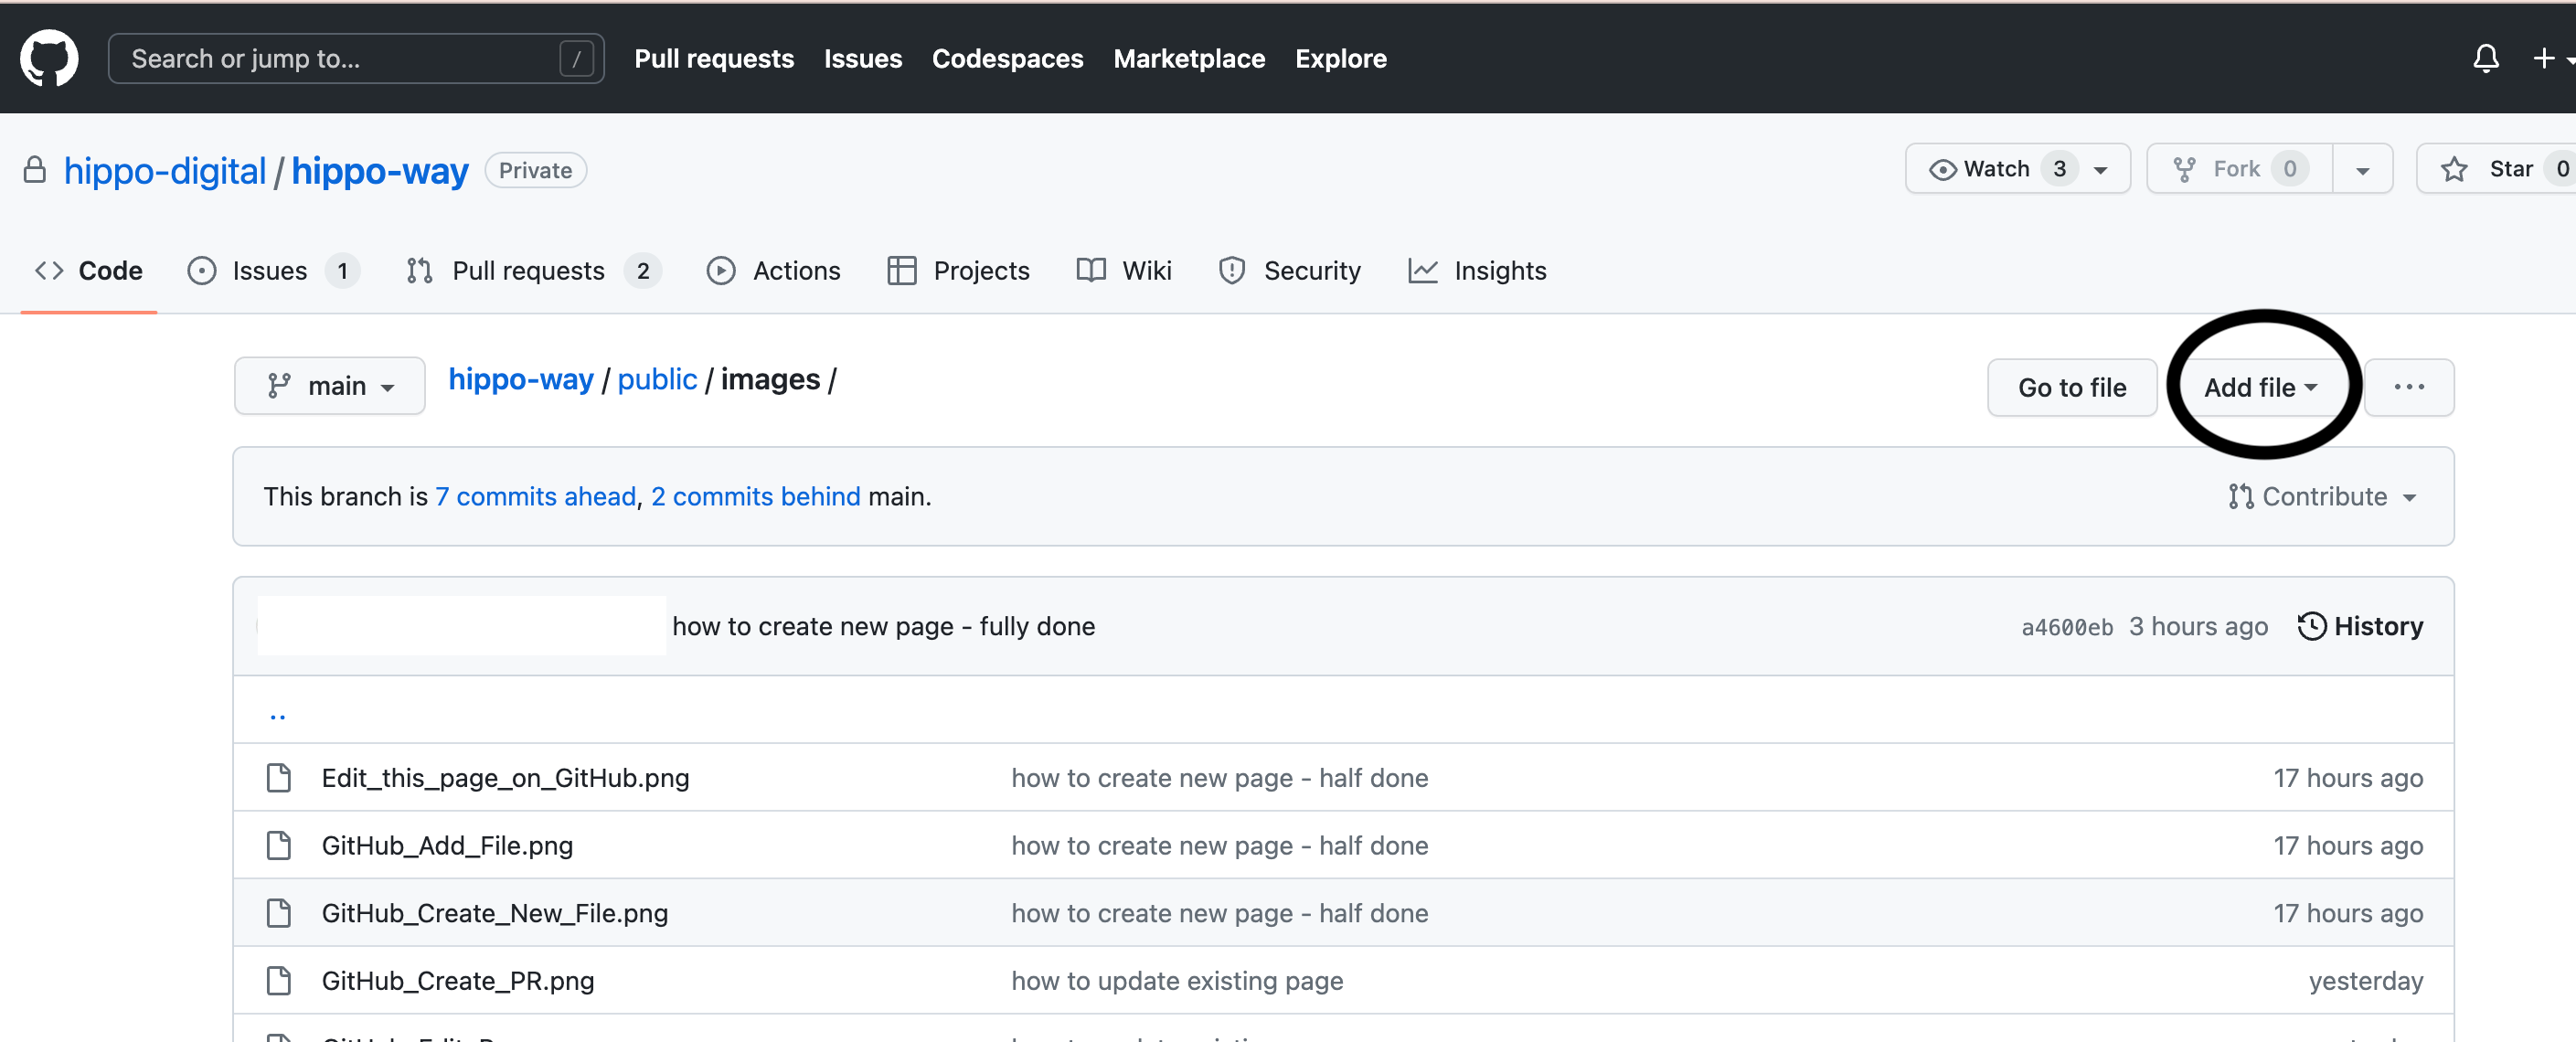 Search or jump to... / Pull requests Issues Codespaces Marketplace Explore
hippo-digital / hippo-way Private Watch 3 Fork 0 Star 0
Code Issues 1 Pull requests 2 Actions Projects Wiki Security Insights
main hippo-way / public / images / Go to file Add file ...
This branch is 7 commits ahead, 2 commits behind main. Contribute
how to create new page - fully done a4600eb 3 hours ago History
..
Edit_this_page_on_GitHub.png how to create new page - half done 17 hours ago
GitHub_Add_File.png how to create new page - half done 17 hours ago
GitHub_Create_New_File.png how to create new page - half done 17 hours ago
GitHub_Create_PR.png how to update existing page yesterday